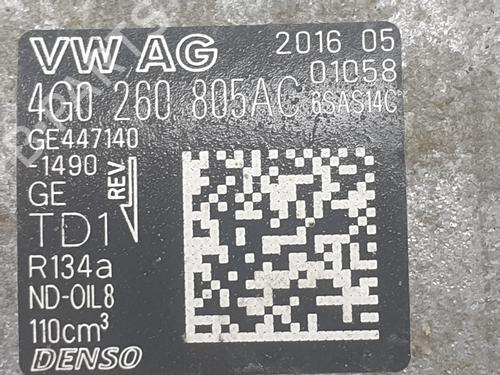 VW AG 2016 05
01058
4G0 260 805AC 6SAS14C
GE447140
-1490
GE REV.
TD1
R134a
ND-OIL8
110cm³
DENSO